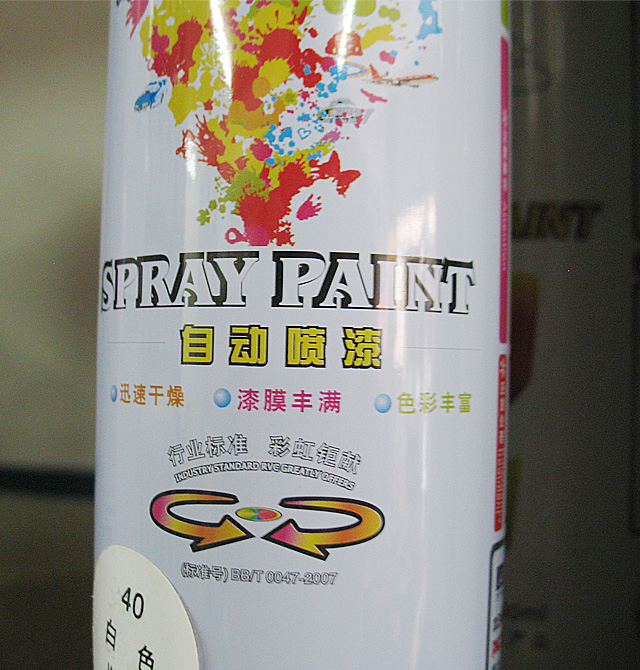 SPRAY PAINT
自动喷漆
迅速干燥 漆膜丰满 色彩丰富
行业标准 彩虹钜献
INDUSTRY STANDARD RVC GREATLY OFFERS
(标准号) BB/T 0047-2007
40
白 色
AINT